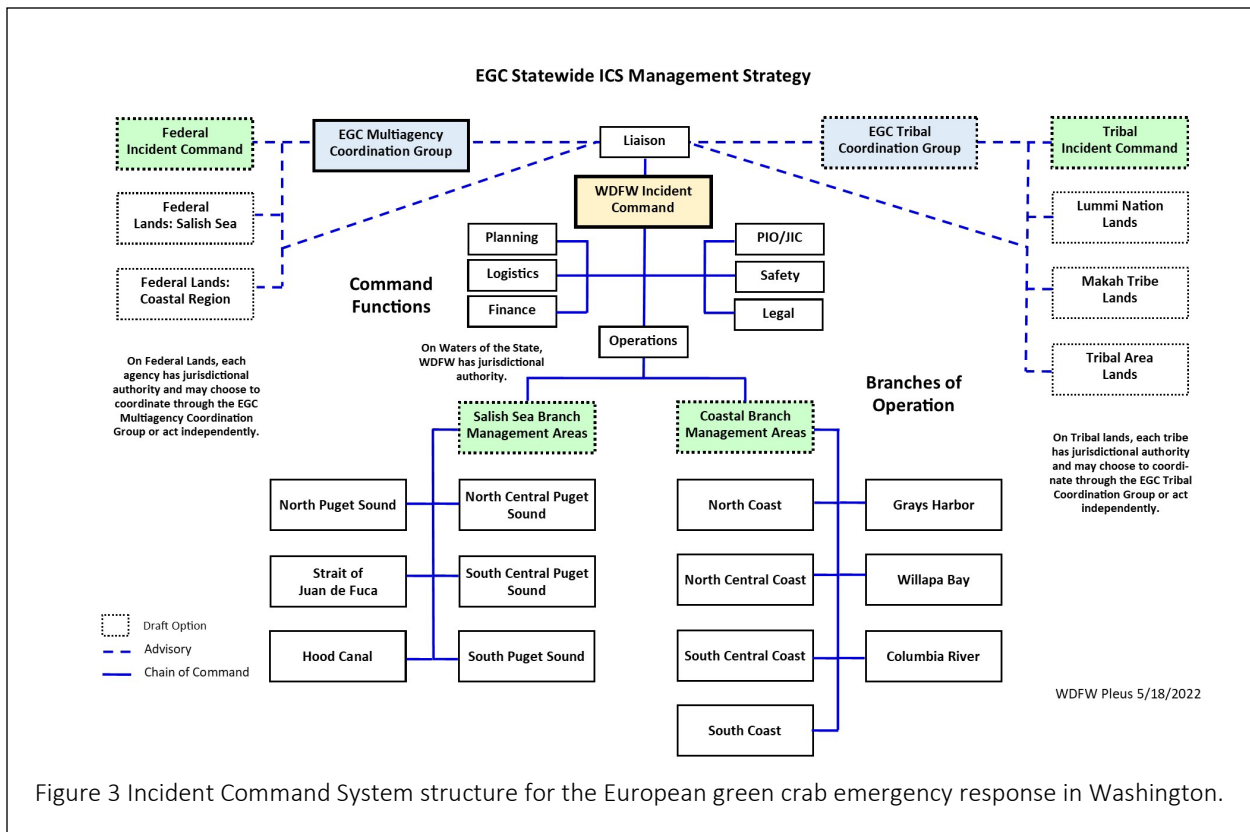 EGC Statewide ICS Management Strategy
Federal
Incident Command
EGC Multiagency
Coordination Group
Liaison
EGC Tribal
Coordination Group
Tribal
Incident Command
WDFW Incident
Command
Federal
Lands: Salish Sea
Federal Lands:
Coastal Region
Lummi Nation
Lands
Makah Tribe
Lands
Tribal Area
Lands
Command
Functions
Planning
Logistics
Finance
PIO/JIC
Safety
Legal
Operations
On Federal Lands, each
agency has jurisdictional
authority and may choose to
coordinate through the EGC
Multiagency Coordination
Group or act independently.
On Waters of the State,
WDFW has jurisdictional
authority.
Branches of
Operation
On Tribal lands, each tribe
has jurisdictional authority
and may choose to coordi-
nate through the EGC Tribal
Coordination Group or act
independently.
Salish Sea Branch
Management Areas
Coastal Branch
Management Areas
North Puget Sound
North Central Puget
Sound
Strait of
Juan de Fuca
South Central Puget
Sound
Hood Canal
South Puget Sound
North Coast
Grays Harbor
North Central Coast
Willapa Bay
South Central Coast
Columbia River
South Coast
Draft Option
Advisory
Chain of Command
WDFW Pleus 5/18/2022
Figure 3 Incident Command System structure for the European green crab emergency response in Washington.